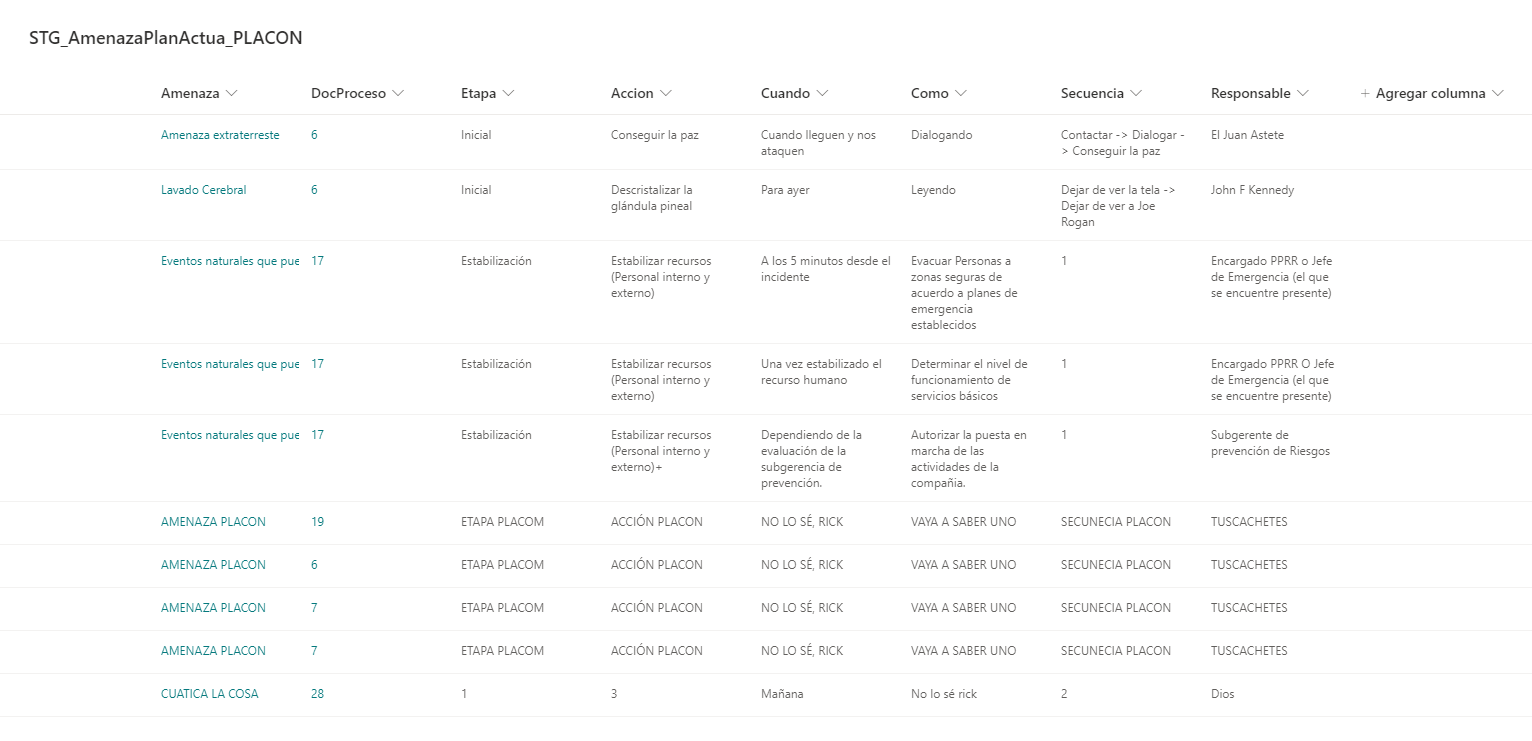 STG_AmenazaPlanActua_PLACON
Amenaza DocProceso Etapa Accion Cuando Como Secuencia Responsable + Agregar columna
Amenaza extraterreste 6 Inicial Conseguir la paz Cuando lleguen y nos Dialogando Contactar -> Dialogar - El Juan Astete
ataquen > Conseguir la paz
Lavado Cerebral 6 Inicial Descristalizar la Para ayer Leyendo Dejar de ver la tela -> John F Kennedy
glándula pineal Dejar de ver a Joe
Rogan
Eventos naturales que pue 17 Estabilización Estabilizar recursos A los 5 minutos desde el Evacuar Personas a 1 Encargado PPRR o Jefe
(Personal interno y incidente zonas seguras de de Emergencia (el que
externo) acuerdo a planes de se encuentre presente)
emergencia
establecidos
Eventos naturales que pue 17 Estabilización Estabilizar recursos Una vez estabilizado el Determinar el nivel de 1 Encargado PPRR O Jefe
(Personal interno y recurso humano funcionamiento de de Emergencia (el que
externo) servicios básicos se encuentre presente)
Eventos naturales que pue 17 Estabilización Estabilizar recursos Dependiendo de la Autorizar la puesta en 1 Subgerente de
(Personal interno y evaluación de la marcha de las prevención de Riesgos
externo)+ subgerencia de actividades de la
prevención. compañia.
AMENAZA PLACON 19 ETAPA PLACOM ACCIÓN PLACON NO LO SÉ, RICK VAYA A SABER UNO SECUNECIA PLACON TUSCACHETES
AMENAZA PLACON 6 ETAPA PLACOM ACCIÓN PLACON NO LO SÉ, RICK VAYA A SABER UNO SECUNECIA PLACON TUSCACHETES
AMENAZA PLACON 7 ETAPA PLACOM ACCIÓN PLACON NO LO SÉ, RICK VAYA A SABER UNO SECUNECIA PLACON TUSCACHETES
AMENAZA PLACON 7 ETAPA PLACOM ACCIÓN PLACON NO LO SÉ, RICK VAYA A SABER UNO SECUNECIA PLACON TUSCACHETES
CUATICA LA COSA 28 1 3 Mañana No lo sé rick 2 Dios